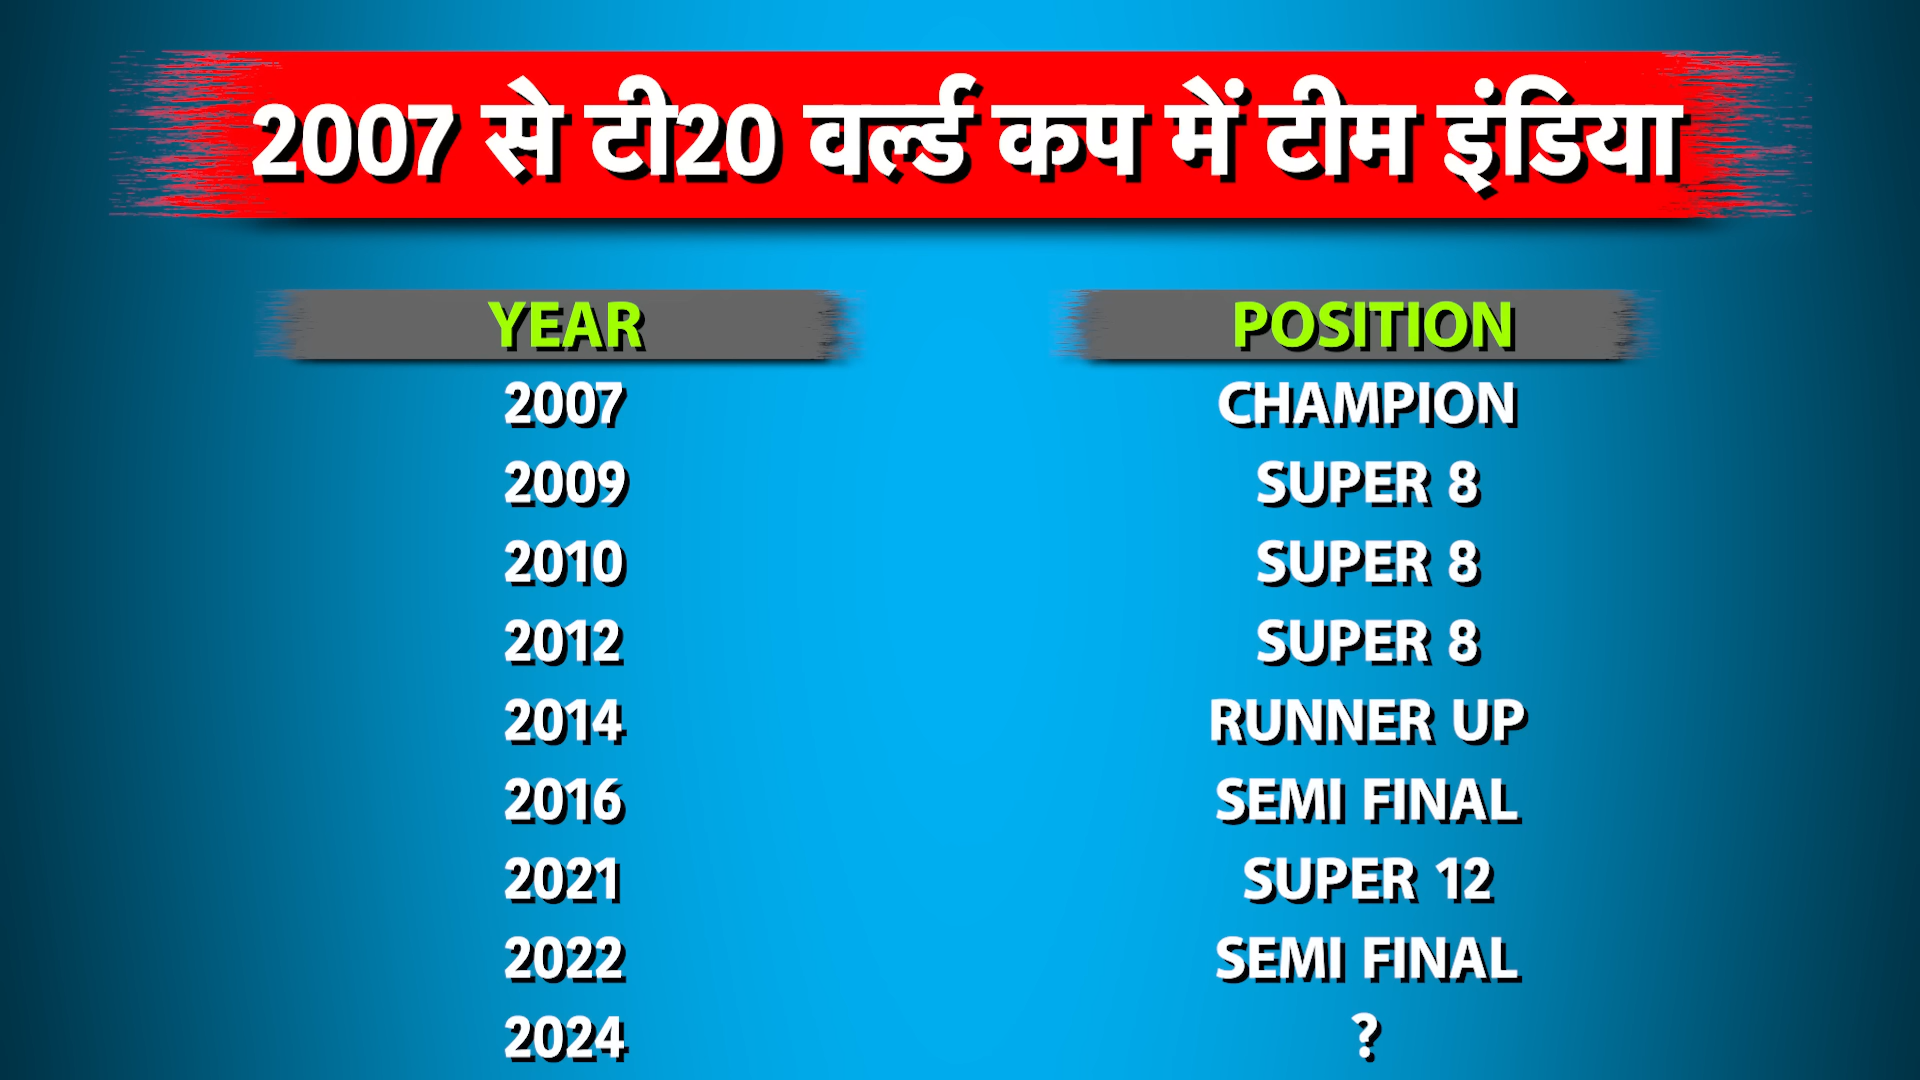 2007 से टी20 वर्ल्ड कप में टीम इंडिया
YEAR POSITION
2007 CHAMPION
2009 SUPER 8
2010 SUPER 8
2012 SUPER 8
2014 RUNNER UP
2016 SEMI FINAL
2021 SUPER 12
2022 SEMI FINAL
2024 ?